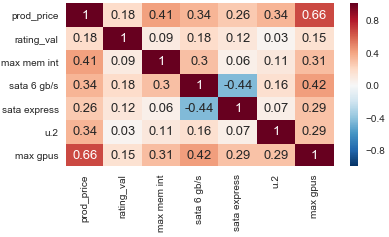 prod_price 1 0.18 0.41 0.34 0.26 0.34 0.66
rating_val 0.18 1 0.09 0.18 0.12 0.03 0.15
max mem int 0.41 0.09 1 0.3 0.06 0.11 0.31
sata 6 gb/s 0.34 0.18 0.3 1 -0.44 0.16 0.42
sata express 0.26 0.12 0.06 -0.44 1 0.07 0.29
u.2 0.34 0.03 0.11 0.16 0.07 1 0.29
max gpus 0.66 0.15 0.31 0.42 0.29 0.29 1
prod_price
rating_val
max mem int
sata 6 gb/s
sata express
u.2
max gpus
0.8
0.4
0.0
−0.4
−0.8